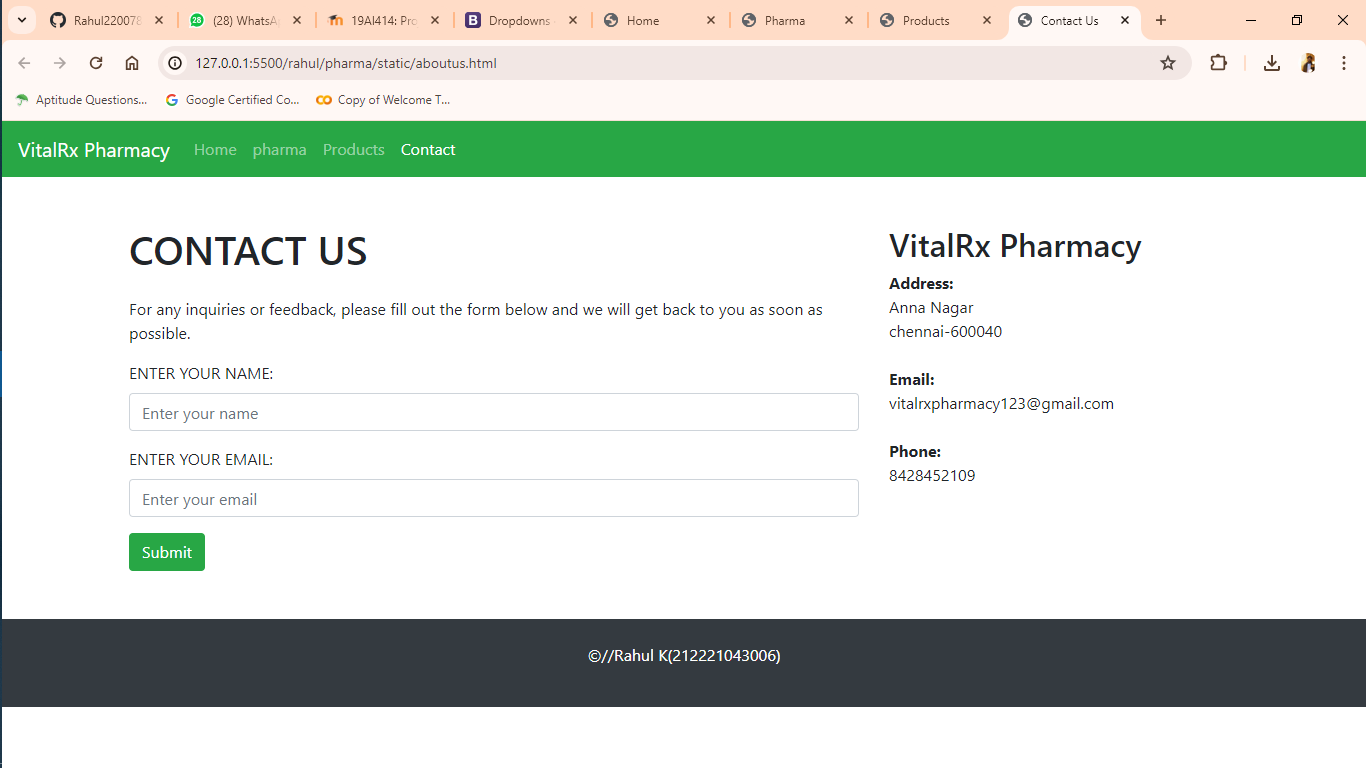 Rahul220078
(28) WhatsA
19AI414: Pro
Dropdowns
Home
Pharma
Products
Contact Us
127.0.0.1:5500/rahul/pharma/static/aboutus.html
Aptitude Questions...
Google Certified Co...
Copy of Welcome T...
VitalRx Pharmacy
Home
pharma
Products
Contact
CONTACT US
For any inquiries or feedback, please fill out the form below and we will get back to you as soon as
possible.
ENTER YOUR NAME:
Enter your name
ENTER YOUR EMAIL:
Enter your email
Submit
VitalRx Pharmacy
Address:
Anna Nagar
chennai-600040
Email:
vitalrxpharmacy123@gmail.com
Phone:
8428452109
©//Rahul K(212221043006)